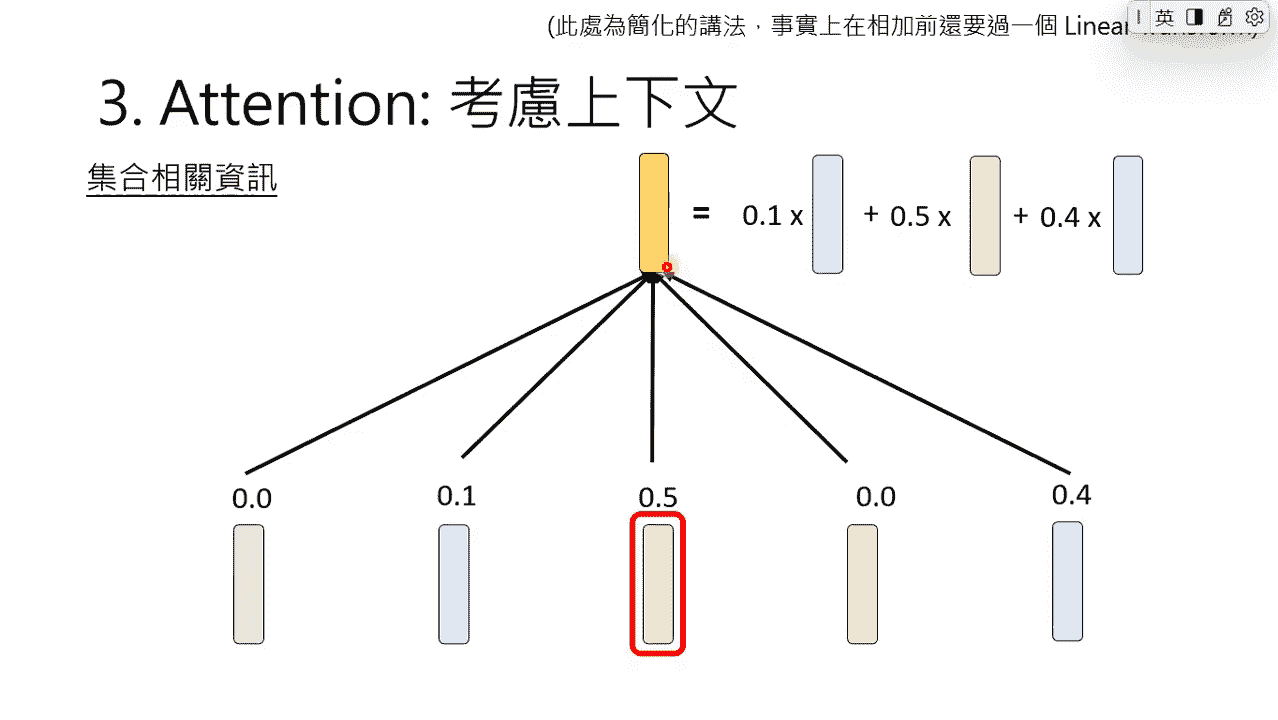 (此處為簡化的講法，事實上在相加前還要過一個 Linear
英
3. Attention: 考慮上下文
集合相關資訊
= 0.1 x + 0.5 x + 0.4 x
0.0 0.1 0.5 0.0 0.4